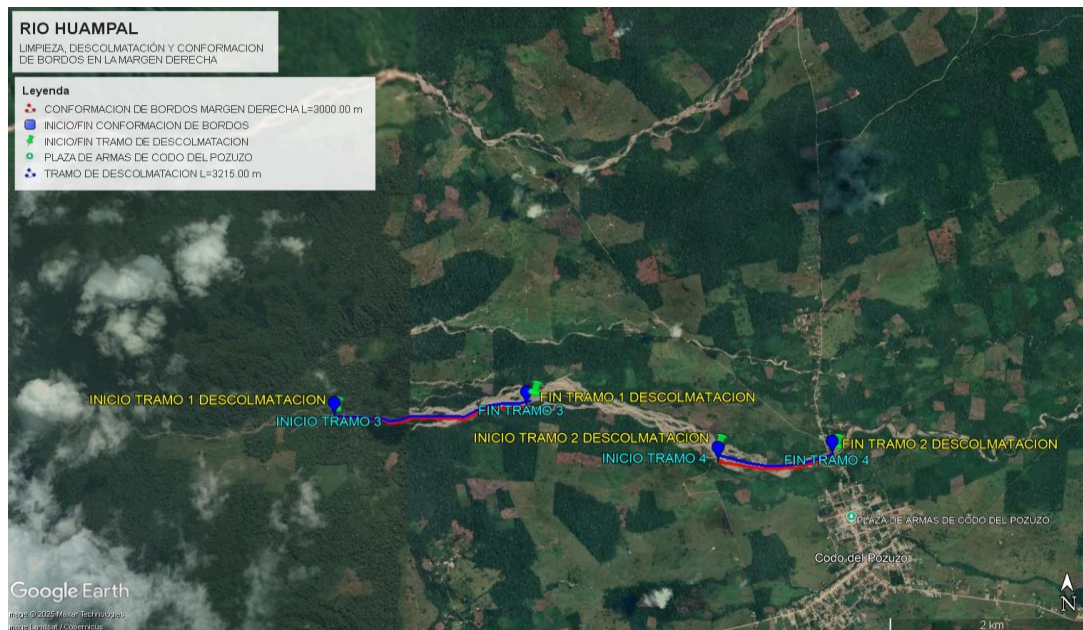 RIO HUAMPAL
LIMPIEZA, DESCOLMATACIÓN Y CONFORMACION
DE BORDOS EN LA MARGEN DERECHA
Leyenda
CONFORMACION DE BORDOS MARGEN DERECHA L=3000.00 m
INICIO/FIN CONFORMACION DE BORDOS
INICIO/FIN TRAMO DE DESCOLMATACION
PLAZA DE ARMAS DE CODO DEL POZUZO
TRAMO DE DESCOLMATACION L=3215.00 m
INICIO TRAMO 1 DESCOLMATACION
FIN TRAMO 1 DESCOLMATACION
INICIO TRAMO 3
FIN TRAMO 3
INICIO TRAMO 2 DESCOLMATACION
FIN TRAMO 2 DESCOLMATACION
INICIO TRAMO 4
FIN TRAMO 4
PLAZA DE ARMAS DE CODO DEL POZUZO
Codo del Pozuzo
Google Earth
Image © 2025 Maxar Technologies
Image Landsat / Copernicus
N
2 km